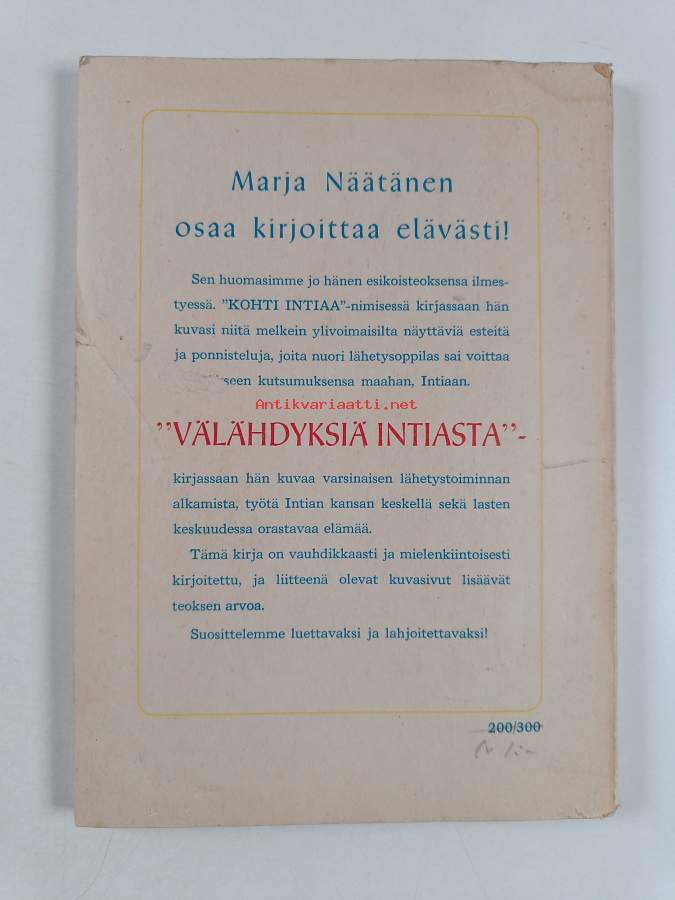 Marja Näätänen
osaa kirjoittaa elävästi!
Sen huomasimme jo hänen esikoisteoksensa ilmes-
tyessä. ”KOHTI INTIAA”-nimisessä kirjassaan hän
kuvasi niitä melkein ylivoimaisilta näyttäviä esteitä
ja ponnisteluja, joita nuori lähetysoppilas sai voittaa
kutsumuksensa maahan, Intiaan.
Antikvariaatti.net
”VÄLÄHDYKSIÄ INTIASTA”-
kirjassaan hän kuvaa varsinaisen lähetystoiminnan
alkamista, työtä Intian kansan keskellä sekä lasten
keskuudessa orastavaa elämää.
Tämä kirja on vauhdikkaasti ja mielenkiintoisesti
kirjoitettu, ja liitteenä olevat kuvasivut lisäävät
teoksen arvoa.
Suosittelemme luettavaksi ja lahjoitettavaksi!
200/300